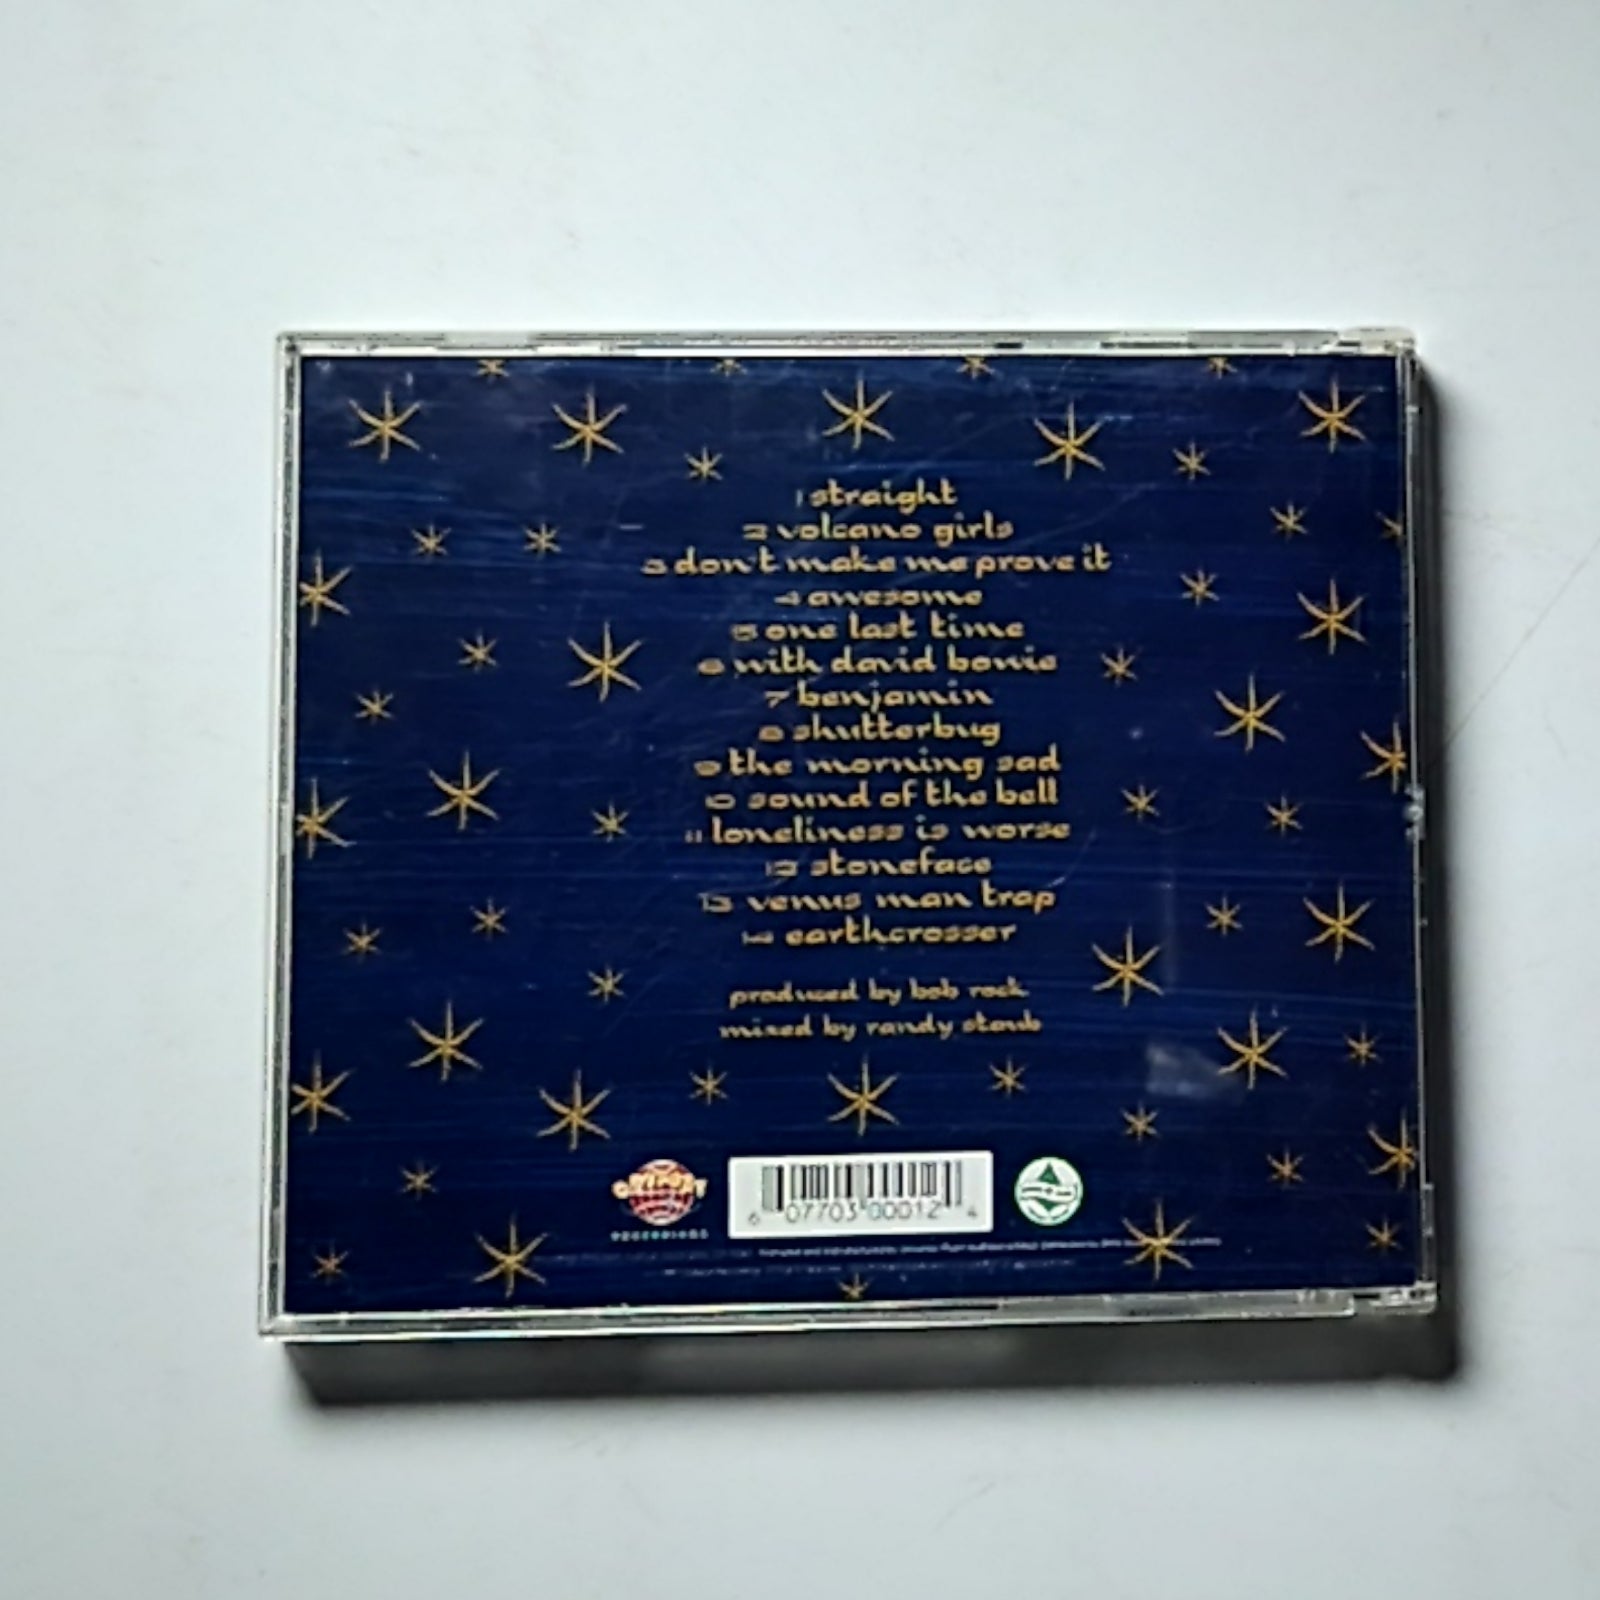 1 straight
2 volcano girls
3 don't make me prove it
4 awesome
5 one last time
6 with david bowie
7 benjamin
8 shutterbug
9 the morning sad
10 sound of the bell
11 loneliness is worse
12 stoneface
13 venus man trap
14 earthcrosser
produced by bob rock
mixed by randy staub
OUTPOST
RECORDINGS
6 07703 00012 4